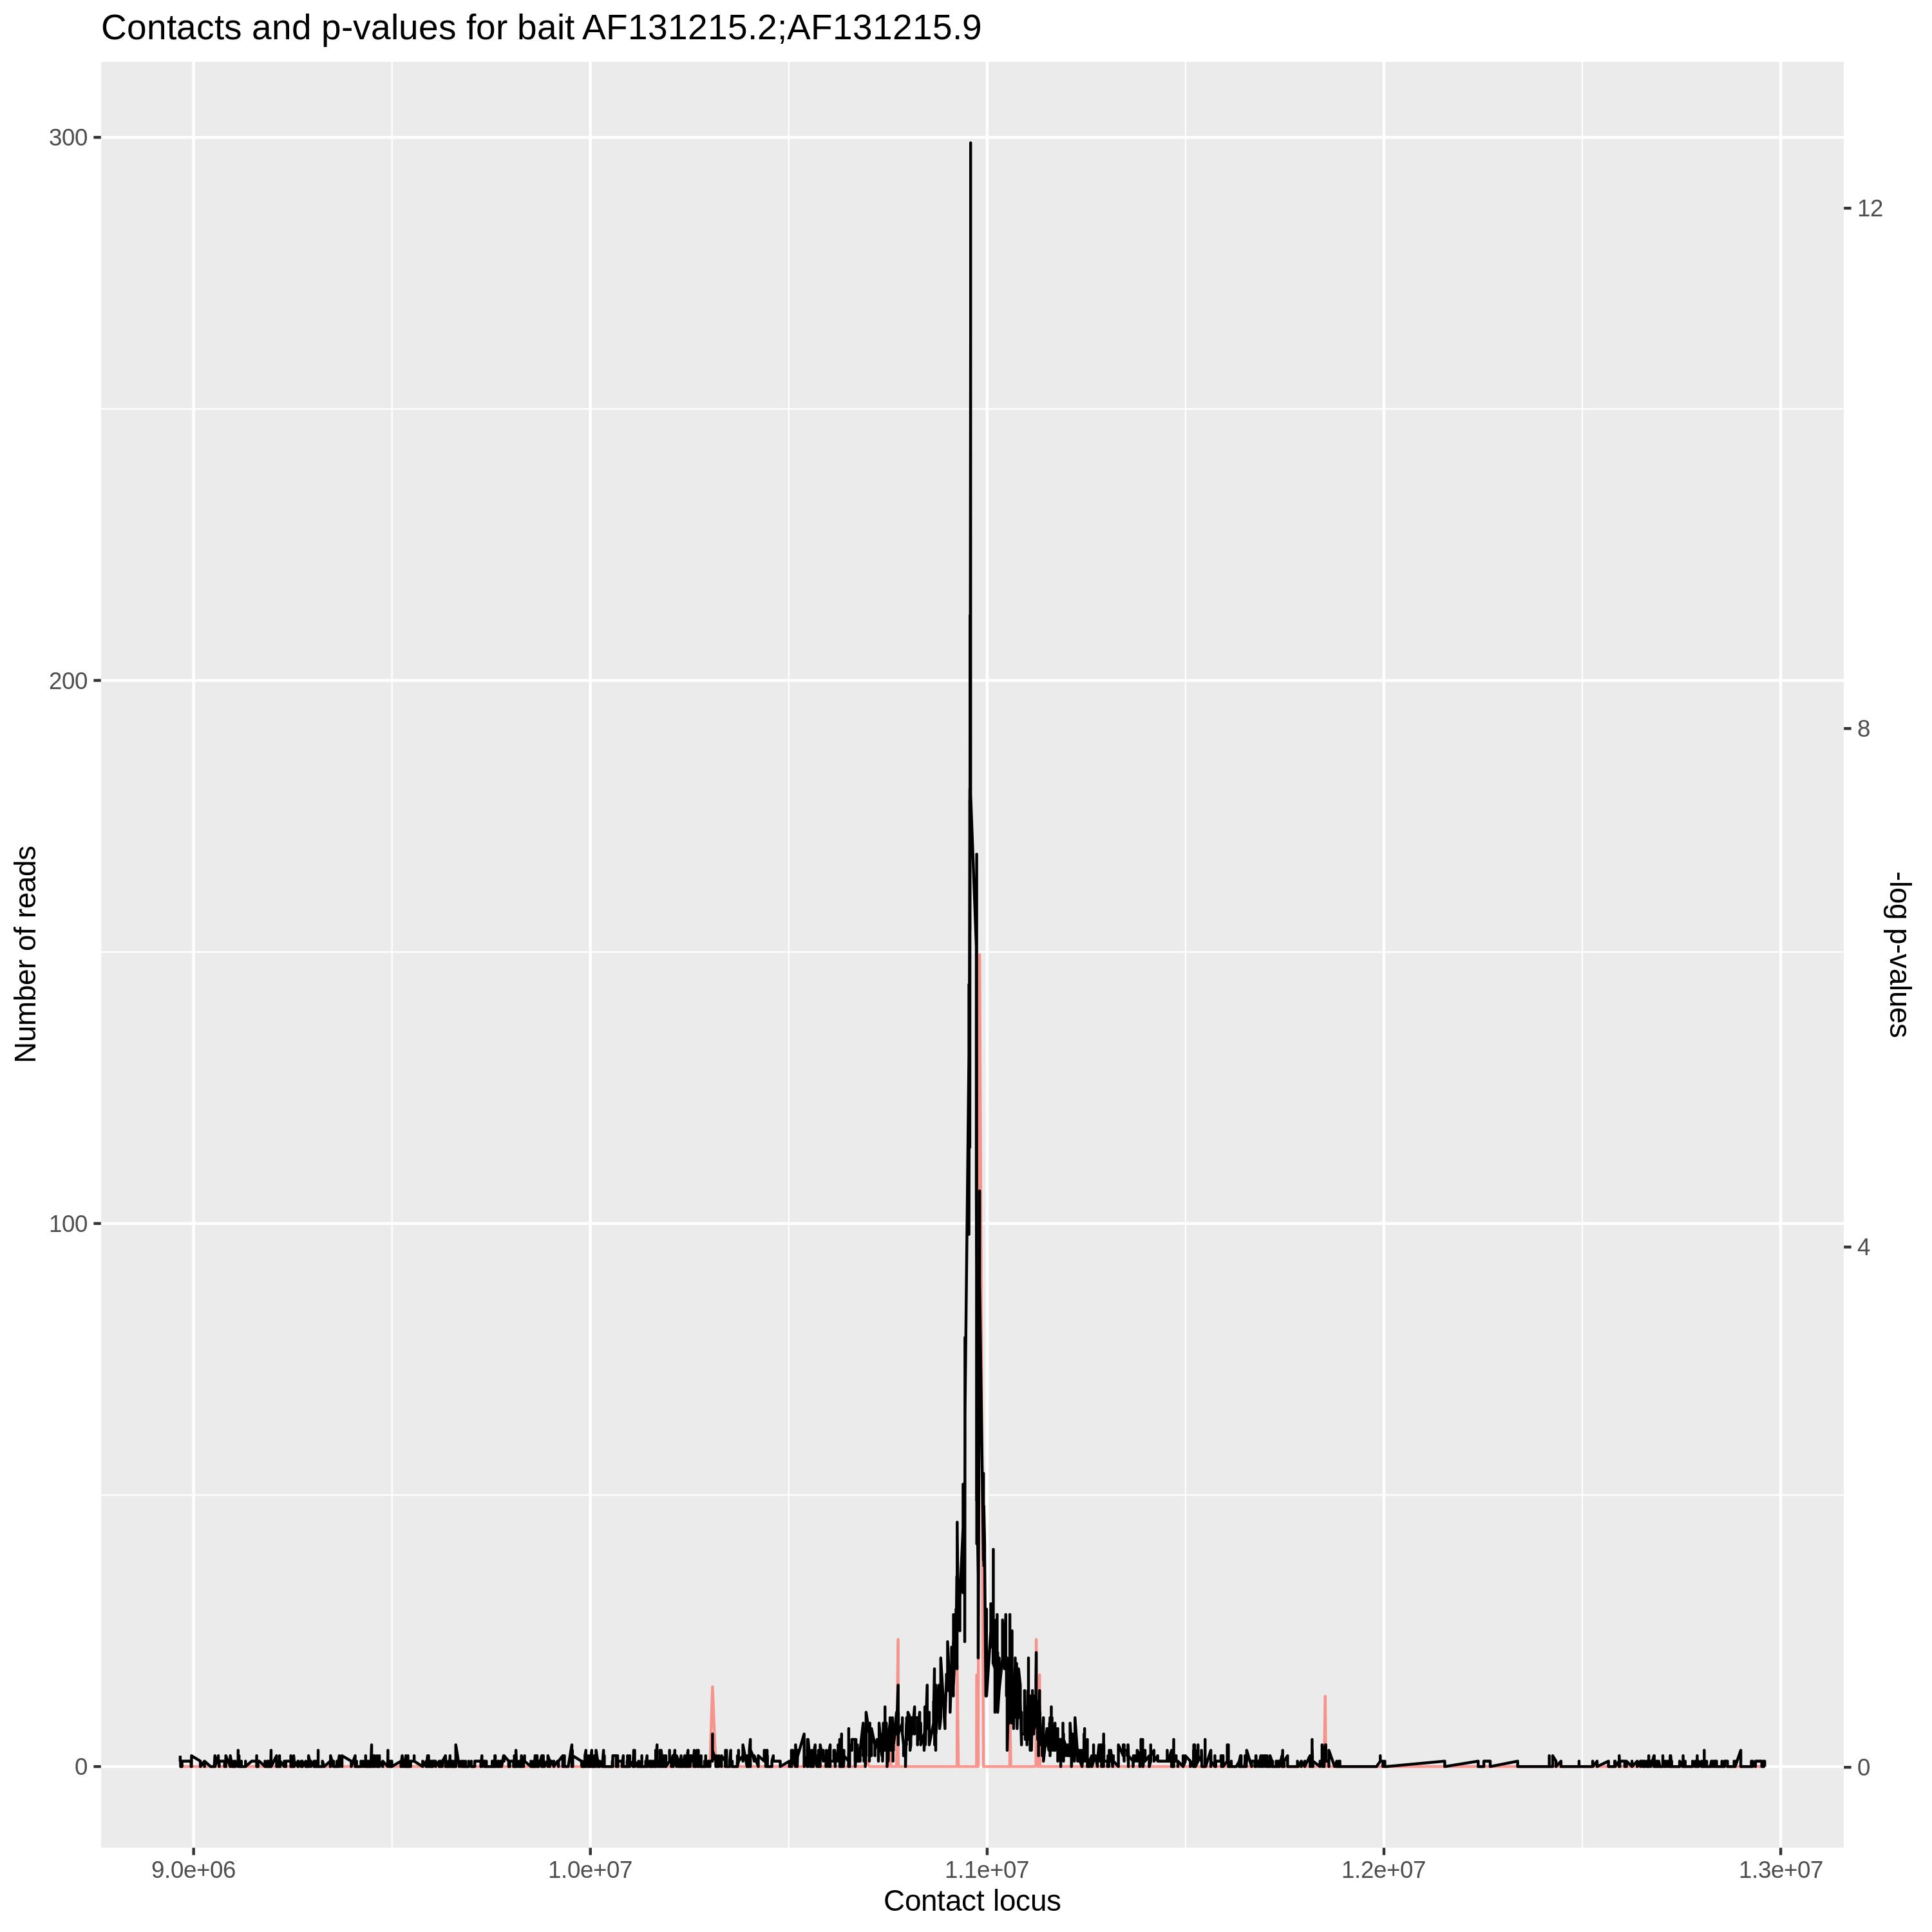 Contacts and p-values for bait AF131215.2;AF131215.9
300
200
100
0
Number of reads
12
8
4
0
-log p-values
9.0e+06 1.0e+07 1.1e+07 1.2e+07 1.3e+07
Contact locus